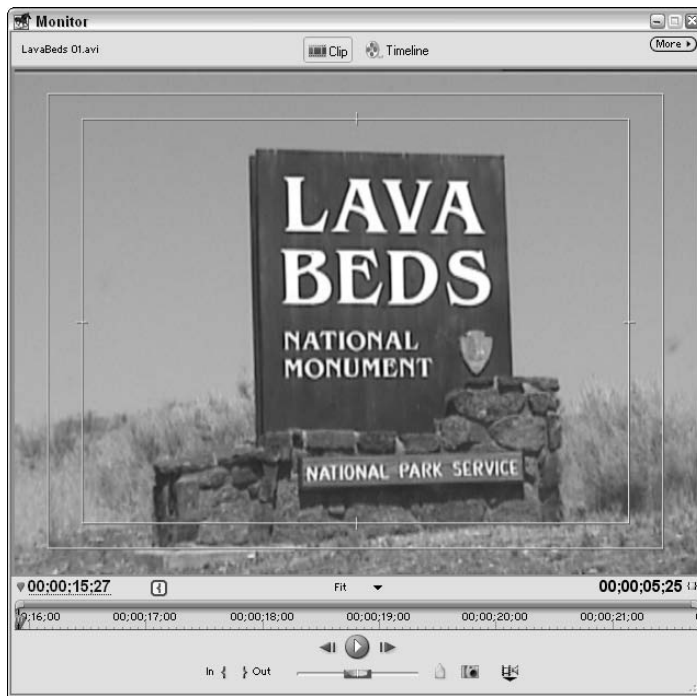 Monitor
LavaBeds 01.avi
Clip
Timeline
More
LAVA
BEDS
NATIONAL
MONUMENT
NATIONAL PARK SERVICE
00;00;15;27
Fit
00;00;05;25
00;00;17;00
00;00;18;00
00;00;19;00
00;00;20;00
00;00;21;00
In { } Out